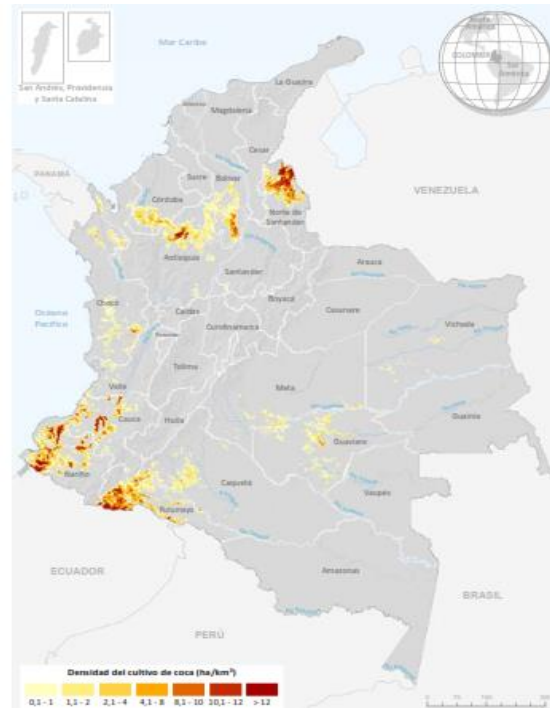 Mar Caribe
San Andrés, Providencia
y Santa Catalina
COLOMBIA
La Guajira
Atlántico
Magdalena
Cesar
PANAMÁ
Sucre
Bolívar
Córdoba
Norte de
Santander
VENEZUELA
Antioquia
Santander
Arauca
Chocó
Boyacá
Casanare
Océano
Pacífico
Caldas
Cundinamarca
Vichada
Tolima
Valle
Meta
Cauca
Huila
Guainía
Guaviare
Nariño
Caquetá
Vaupés
Putumayo
ECUADOR
Amazonas
BRASIL
PERÚ
Densidad del cultivo de coca (ha/km²)
0,1 - 1
1,1 - 2
2,1 - 4
4,1 - 8
8,1 - 10
10,1 - 12
> 12